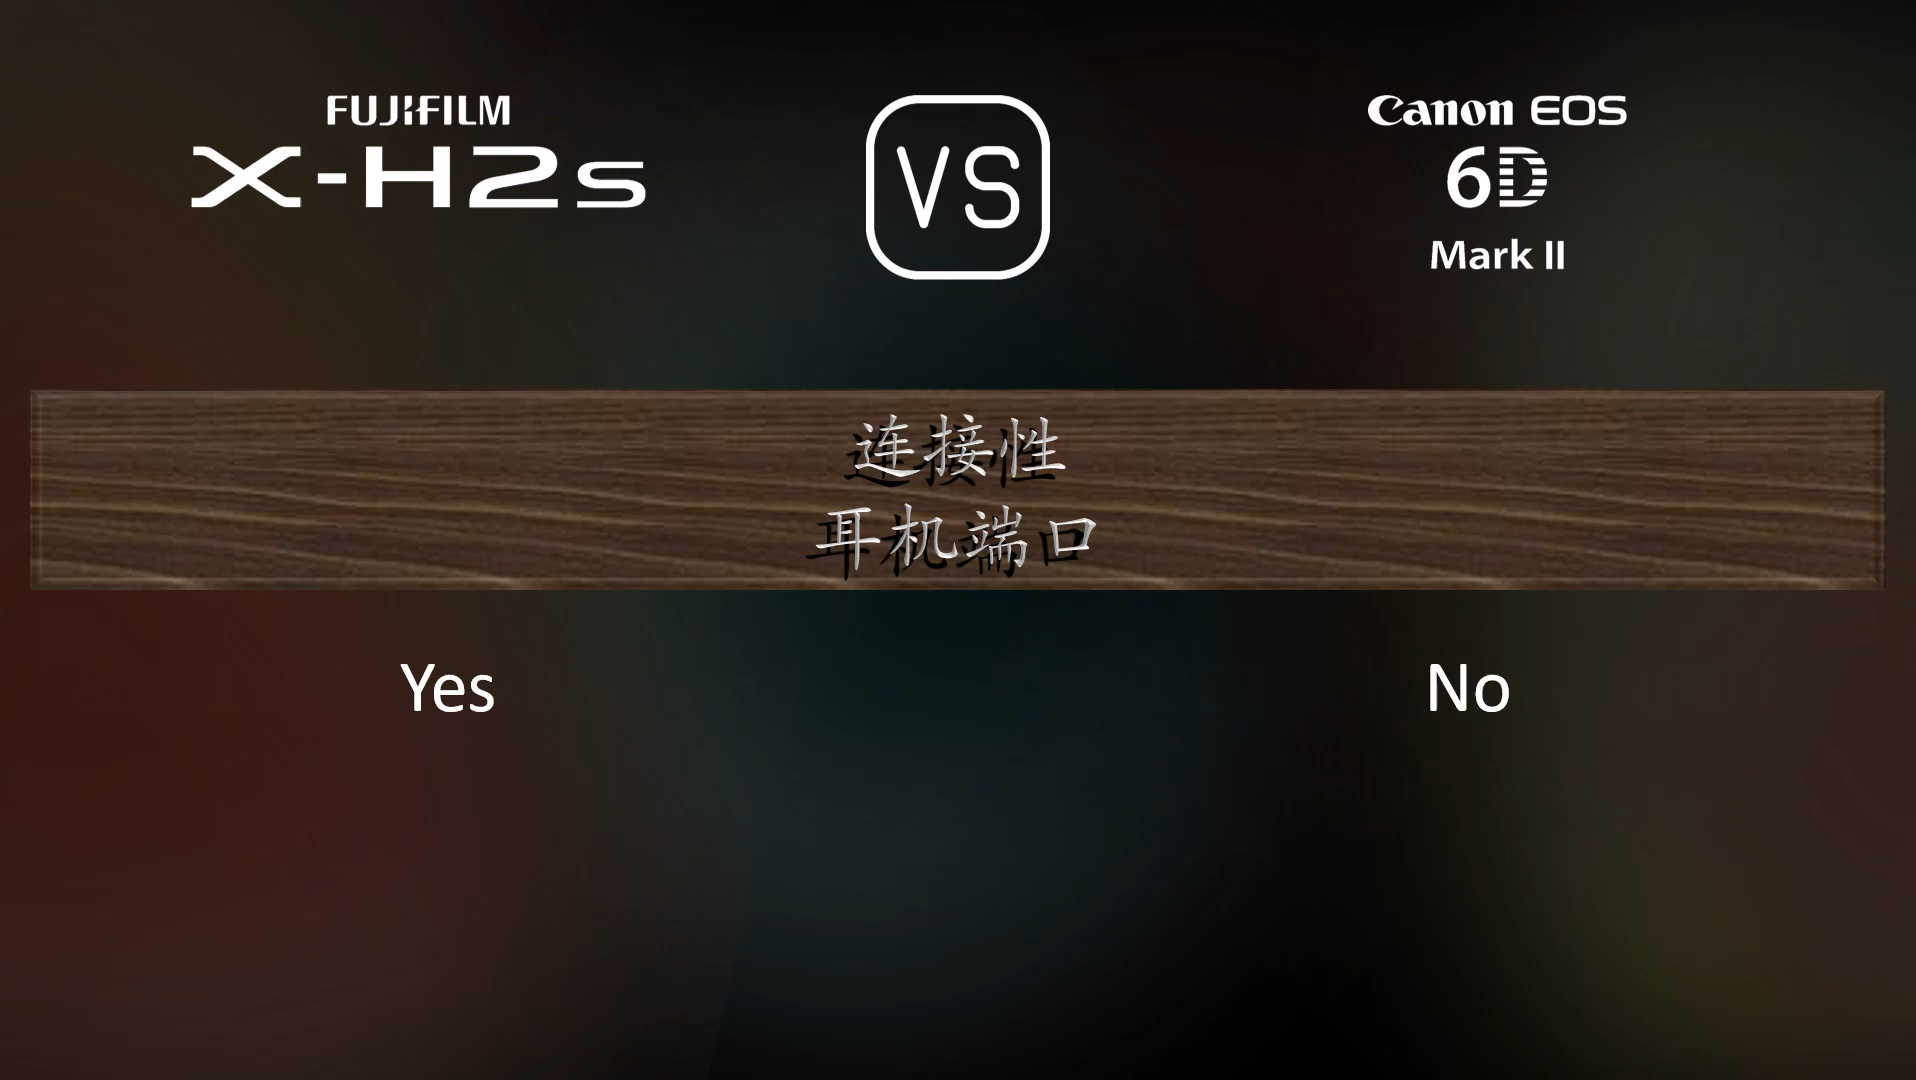 FUJIFILM
X-H2s
VS
Canon EOS
6D
Mark II
连接性
耳机端口
Yes
No